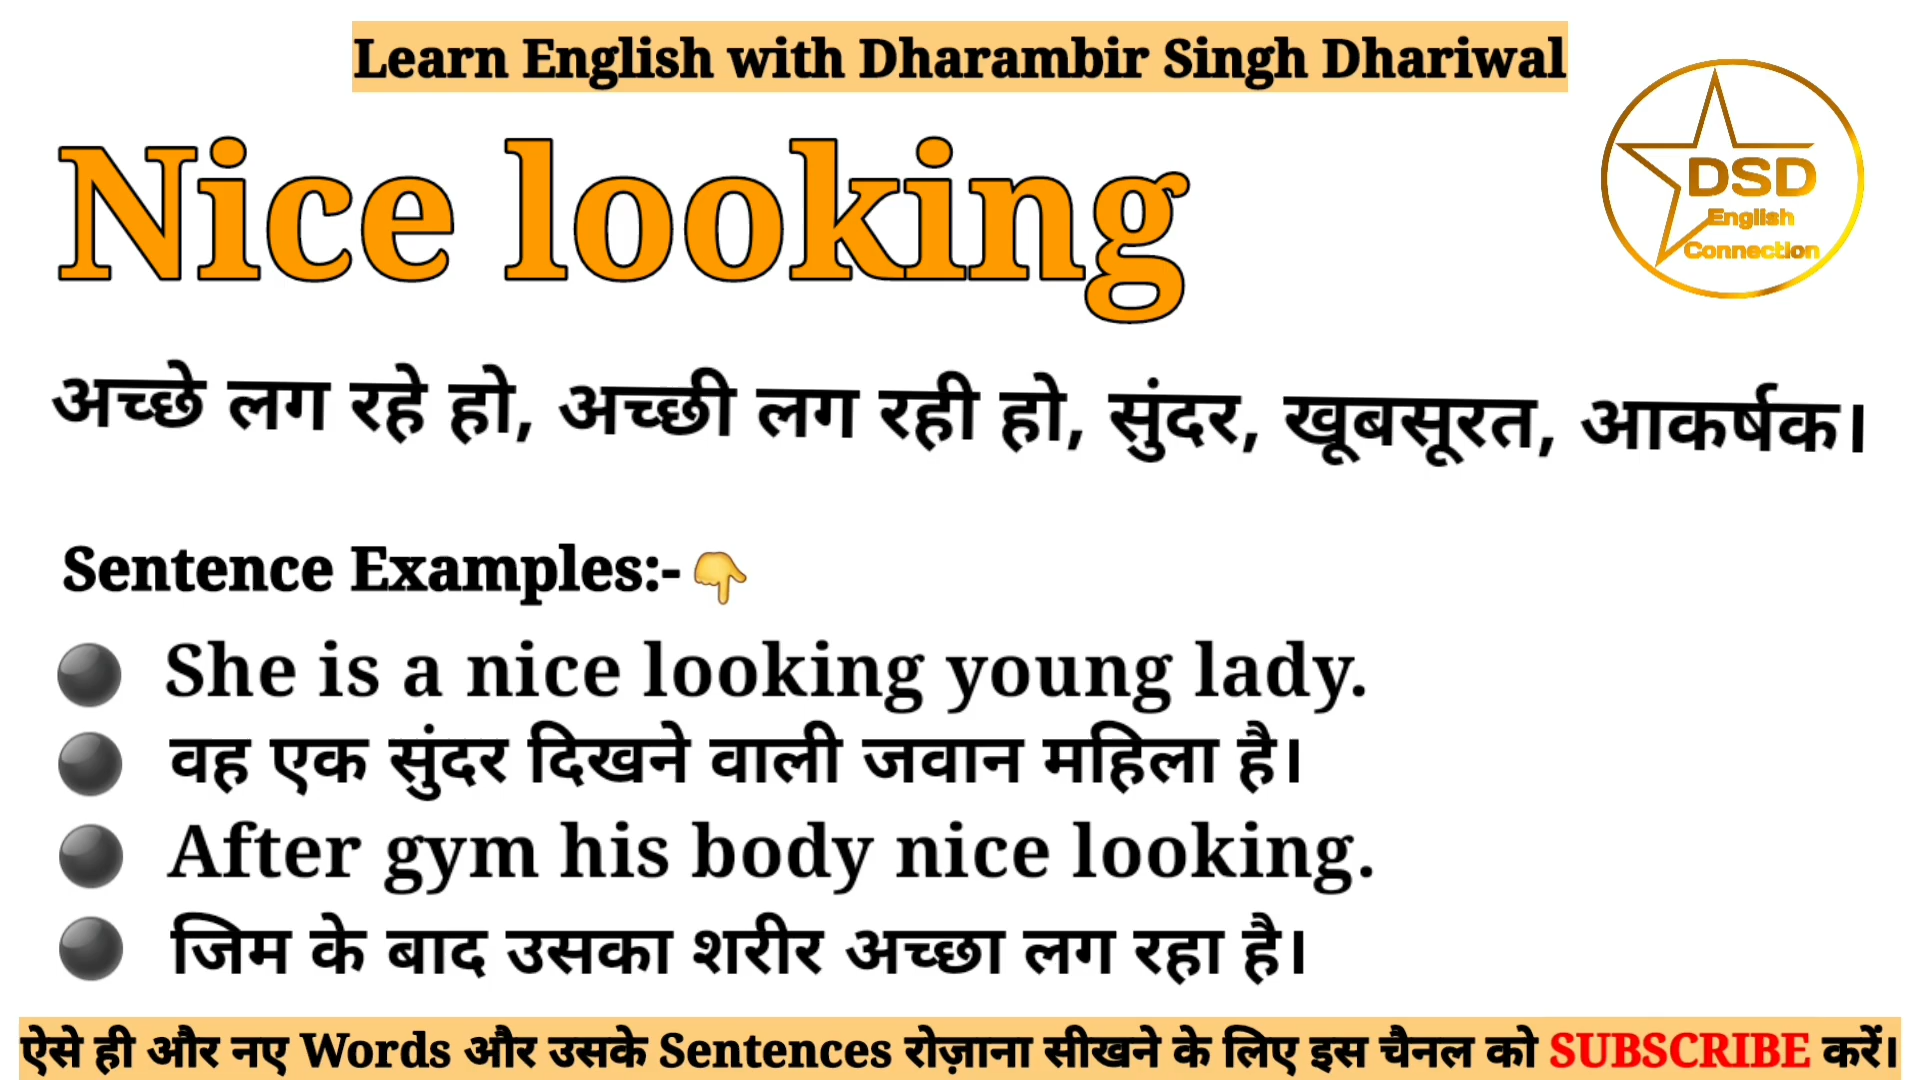 Learn English with Dharambir Singh Dhariwal
Nice looking
DSD
English
Connection
अच्छे लग रहे हो, अच्छी लग रही हो, सुंदर, खूबसूरत, आकर्षक।
Sentence Examples:- 👇
She is a nice looking young lady.
वह एक सुंदर दिखने वाली जवान महिला है।
After gym his body nice looking.
जिम के बाद उसका शरीर अच्छा लग रहा है।
ऐसे ही और नए Words और उसके Sentences रोज़ाना सीखने के लिए इस चैनल को SUBSCRIBE करें।